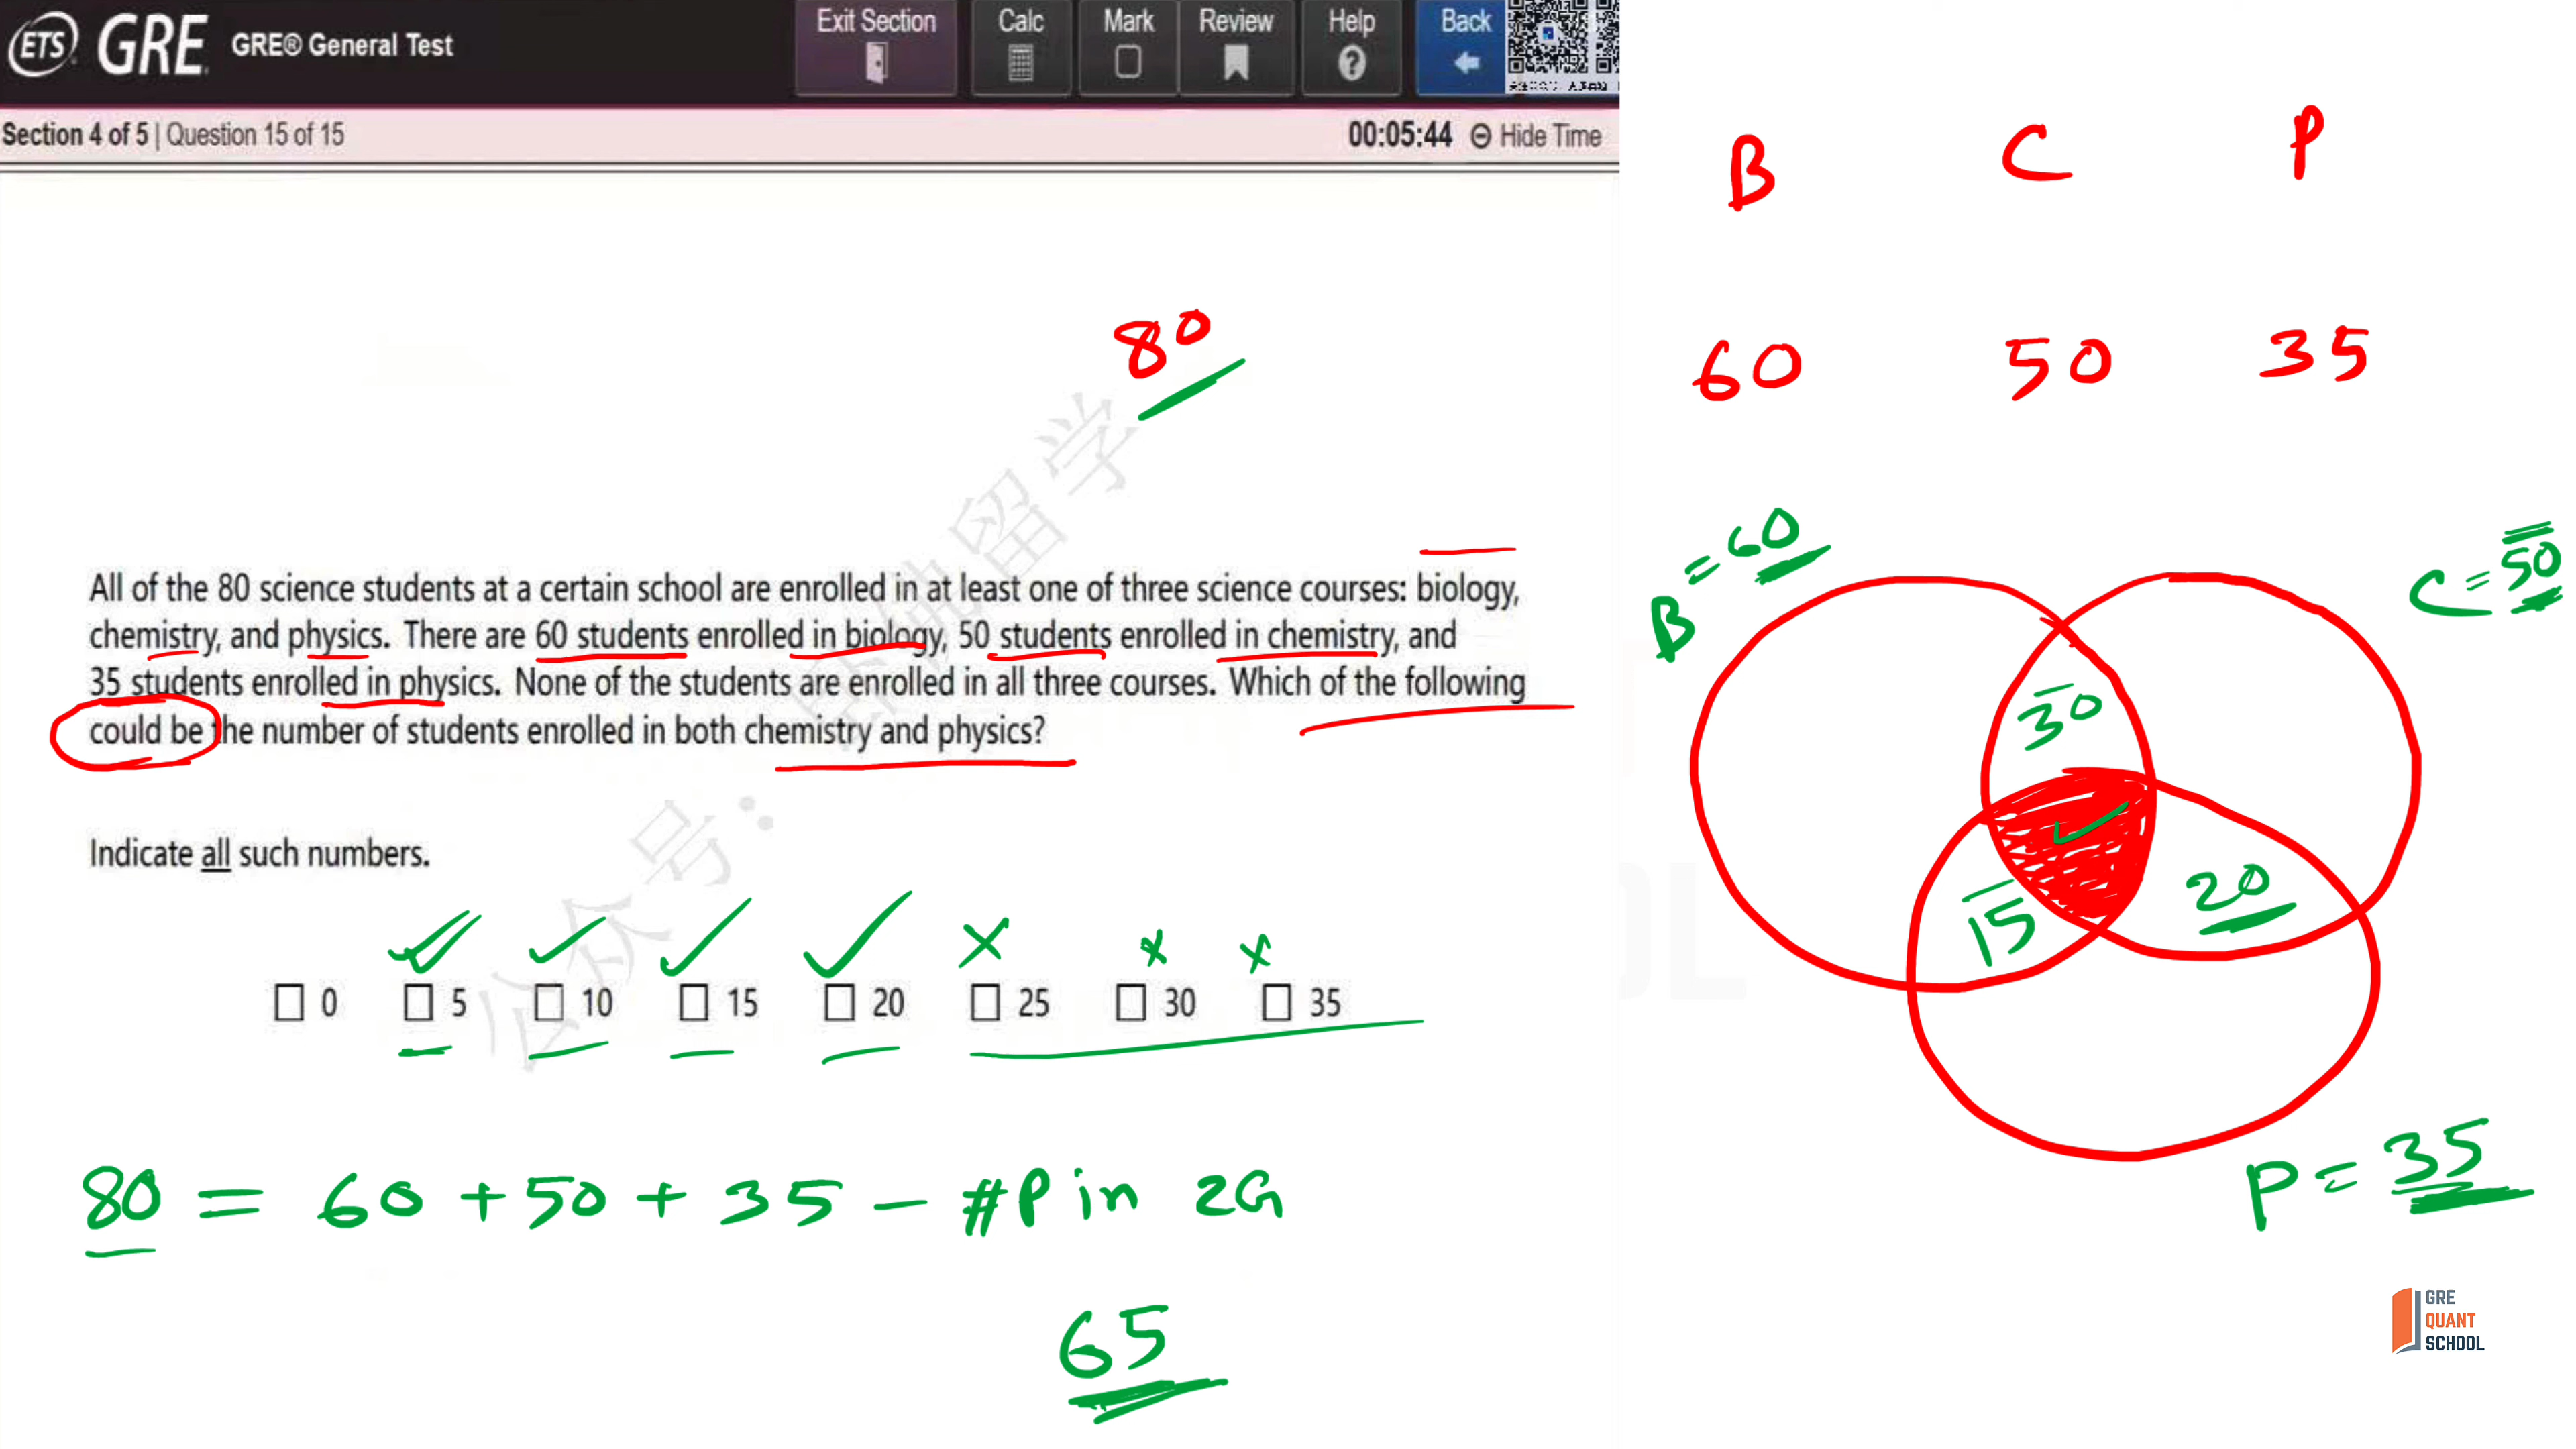 ETS GRE GRE® General Test
Exit Section Calc Mark Review Help Back
Section 4 of 5 | Question 15 of 15
00:05:44 Hide Time
B C P
80
60 50 35
All of the 80 science students at a certain school are enrolled in at least one of three science courses: biology,
chemistry, and physics. There are 60 students enrolled in biology, 50 students enrolled in chemistry, and
35 students enrolled in physics. None of the students are enrolled in all three courses. Which of the following
could be the number of students enrolled in both chemistry and physics?
Indicate all such numbers.
0 5 10 15 20 25 30 35
80 = 60 + 50 + 35 - #P in 2G
65
B = 60
C = 50
30
15
20
P = 35
公众号：
留学
GRE
QUANT
SCHOOL